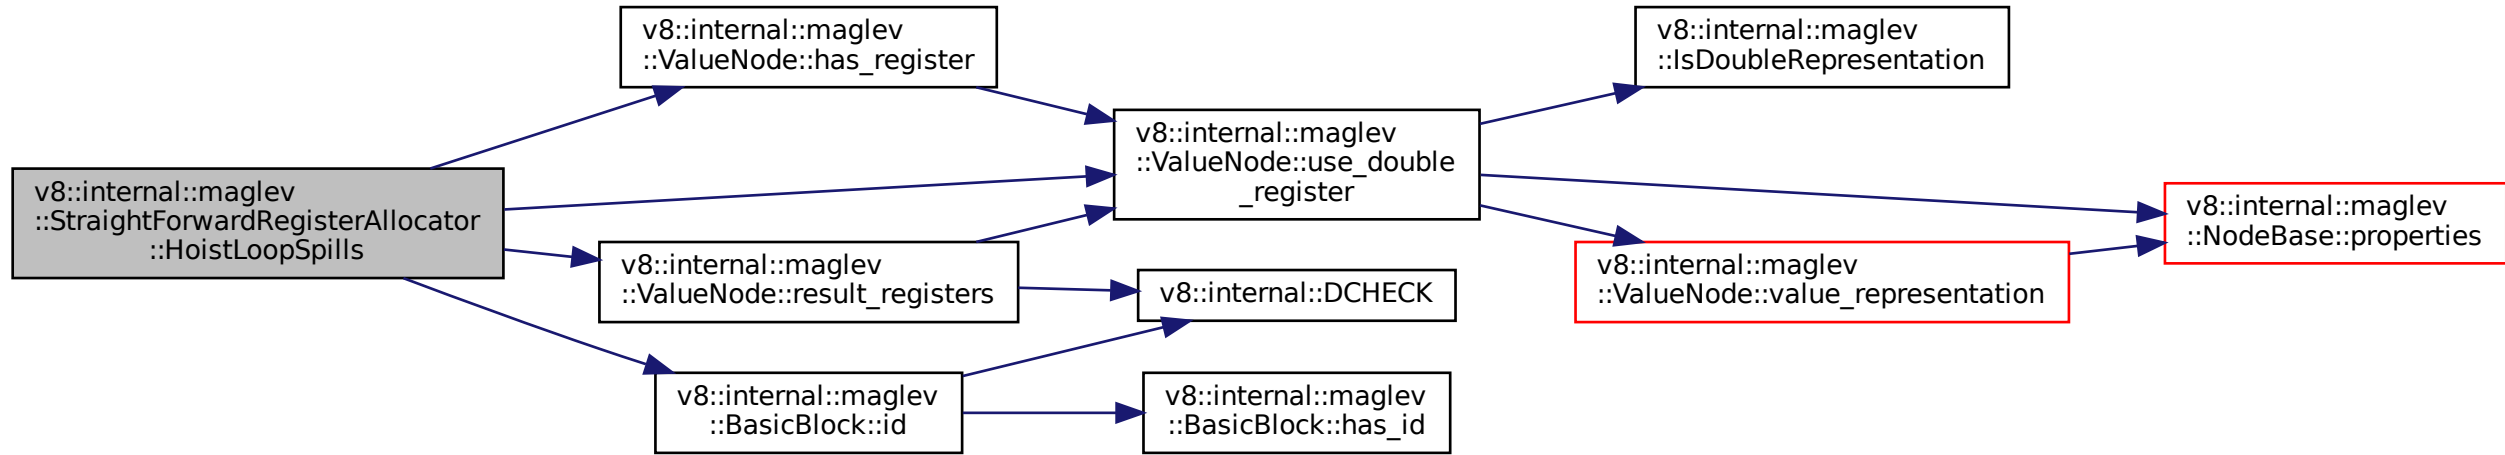 v8::internal::maglev
::StraightForwardRegisterAllocator
::HoistLoopSpills
v8::internal::maglev
::ValueNode::has_register
v8::internal::maglev
::ValueNode::use_double
_register
v8::internal::maglev
::IsDoubleRepresentation
v8::internal::maglev
::NodeBase::properties
v8::internal::maglev
::ValueNode::value_representation
v8::internal::maglev
::ValueNode::result_registers
v8::internal::DCHECK
v8::internal::maglev
::BasicBlock::id
v8::internal::maglev
::BasicBlock::has_id